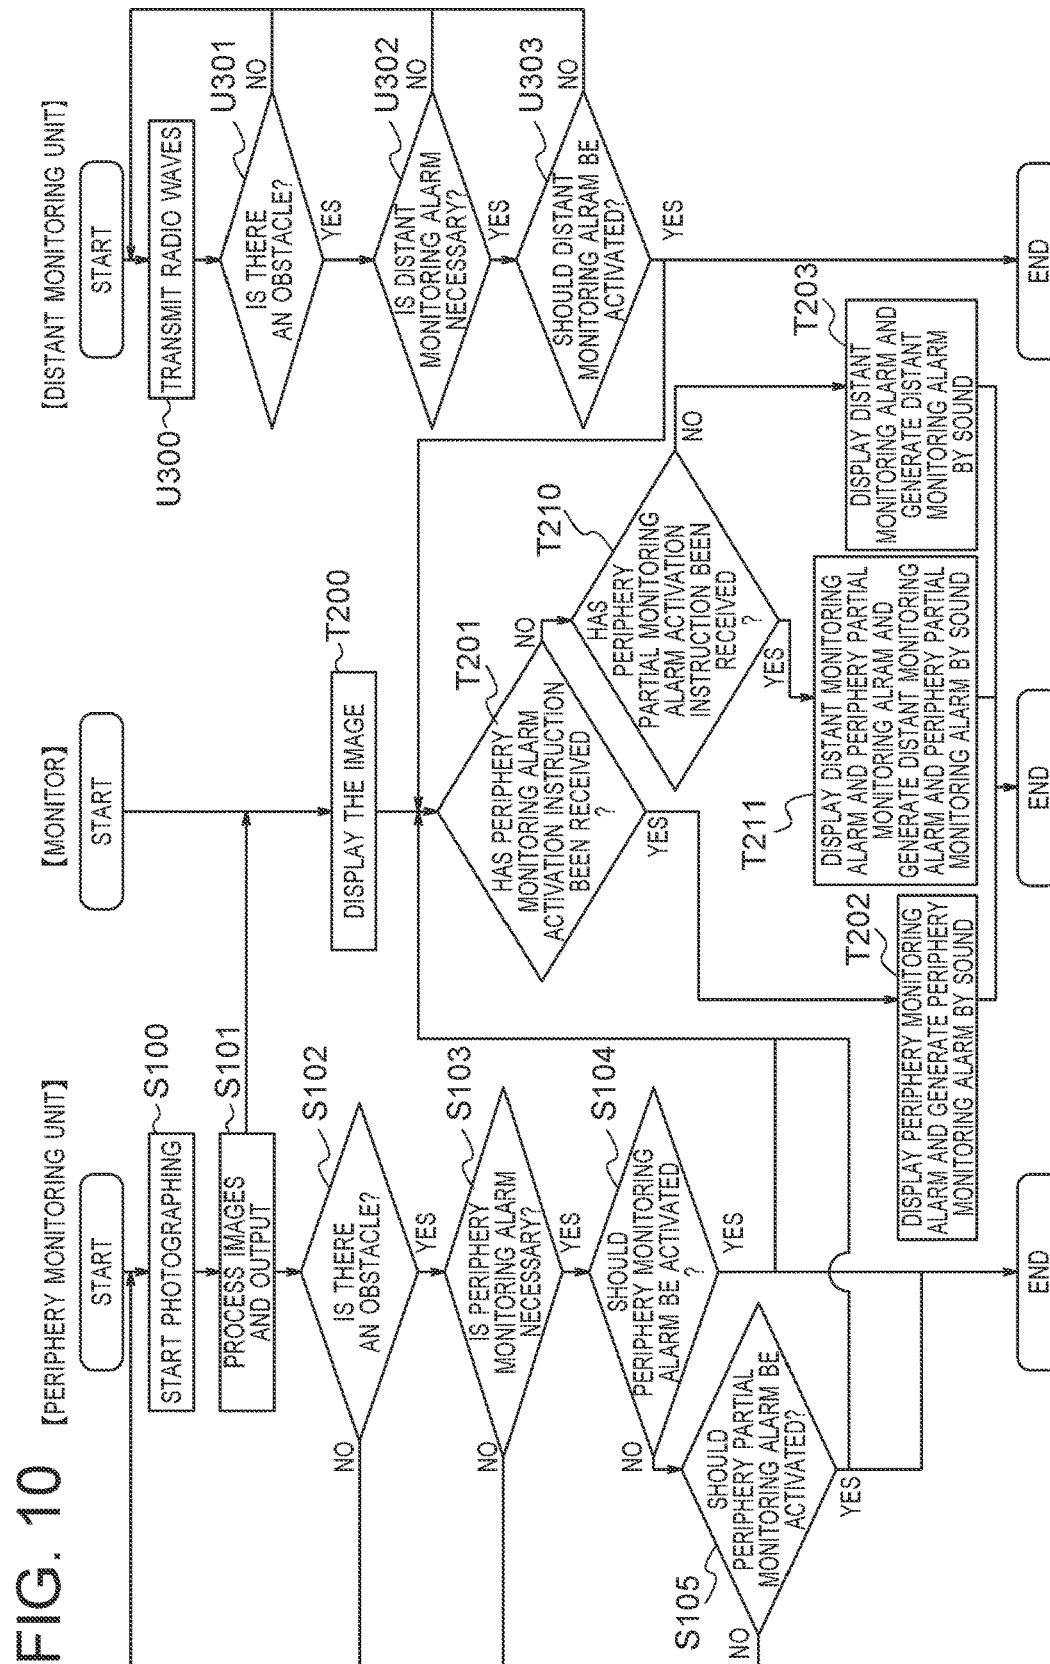 FIG. 10
[PERIPHERY MONITORING UNIT]
START
START PHOTOGRAPHING
S100
PROCESS IMAGES
AND OUTPUT
S101
IS THERE
AN OBSTACLE?
S102
NO
YES
IS PERIPHERY
MONITORING ALARM
NECESSARY?
S103
NO
YES
SHOULD
PERIPHERY MONITORING
ALARM BE ACTIVATED
?
S104
NO
YES
SHOULD
PERIPHERY PARTIAL
MONITORING ALARM BE
ACTIVATED?
S105
NO
YES
END
[MONITOR]
START
DISPLAY THE IMAGE
T200
HAS PERIPHERY
MONITORING ALARM
ACTIVATION INSTRUCTION
BEEN RECEIVED
?
T201
NO
YES
HAS
PERIPHERY
PARTIAL MONITORING
ALARM ACTIVATION
INSTRUCTION BEEN
RECEIVED
?
T210
NO
YES
DISPLAY PERIPHERY MONITORING
ALARM AND GENERATE PERIPHERY
MONITORING ALARM BY SOUND
T202
DISPLAY DISTANT MONITORING
ALARM AND PERIPHERY PARTIAL
MONITORING ALRAM AND
GENERATE DISTANT MONITORING
ALARM AND PERIPHERY PARTIAL
MONITORING ALARM BY SOUND
T211
DISPLAY DISTANT
MONITORING ALARM AND
GENERATE DISTANT
MONITORING ALARM
BY SOUND
T203
END
[DISTANT MONITORING UNIT]
START
TRANSMIT RADIO WAVES
U300
IS THERE
AN OBSTACLE?
U301
NO
YES
IS DISTANT
MONITORING ALARM
NECESSARY?
U302
NO
YES
SHOULD DISTANT
MONITORING ALRAM BE
ACTIVATED?
U303
NO
YES
END